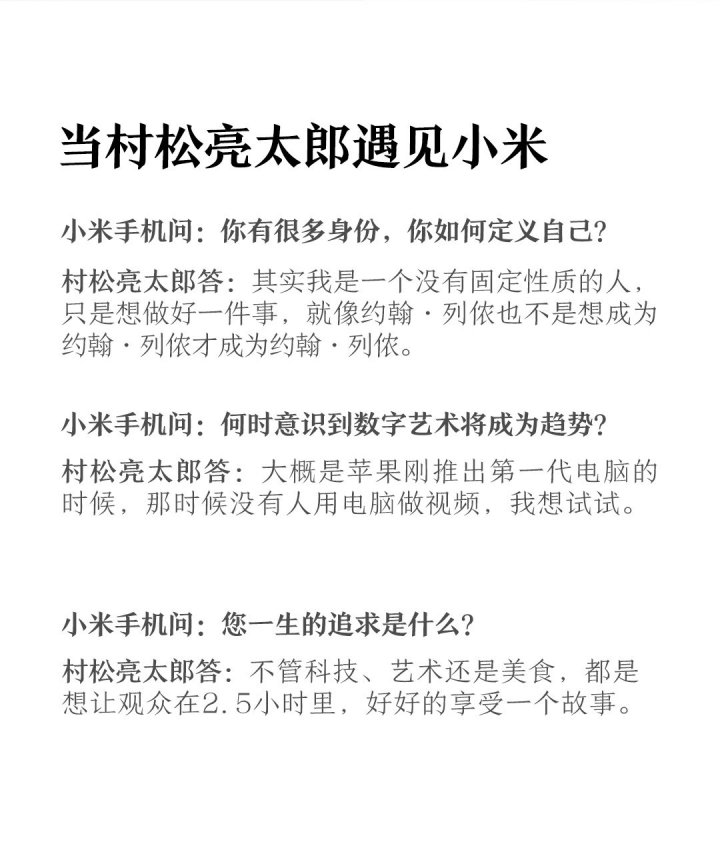 当村松亮太郎遇见小米
小米手机问：你有很多身份，你如何定义自己？
村松亮太郎答：其实我是一个没有固定性质的人，
只是想做好一件事，就像约翰·列侬也不是想成为
约翰·列侬才成为约翰·列侬。
小米手机问：何时意识到数字艺术将成为趋势？
村松亮太郎答：大概是苹果刚推出第一代电脑的
时候，那时候没有人用电脑做视频，我想试试。
小米手机问：您一生的追求是什么？
村松亮太郎答：不管科技、艺术还是美食，都是
想让观众在2.5小时里，好好的享受一个故事。